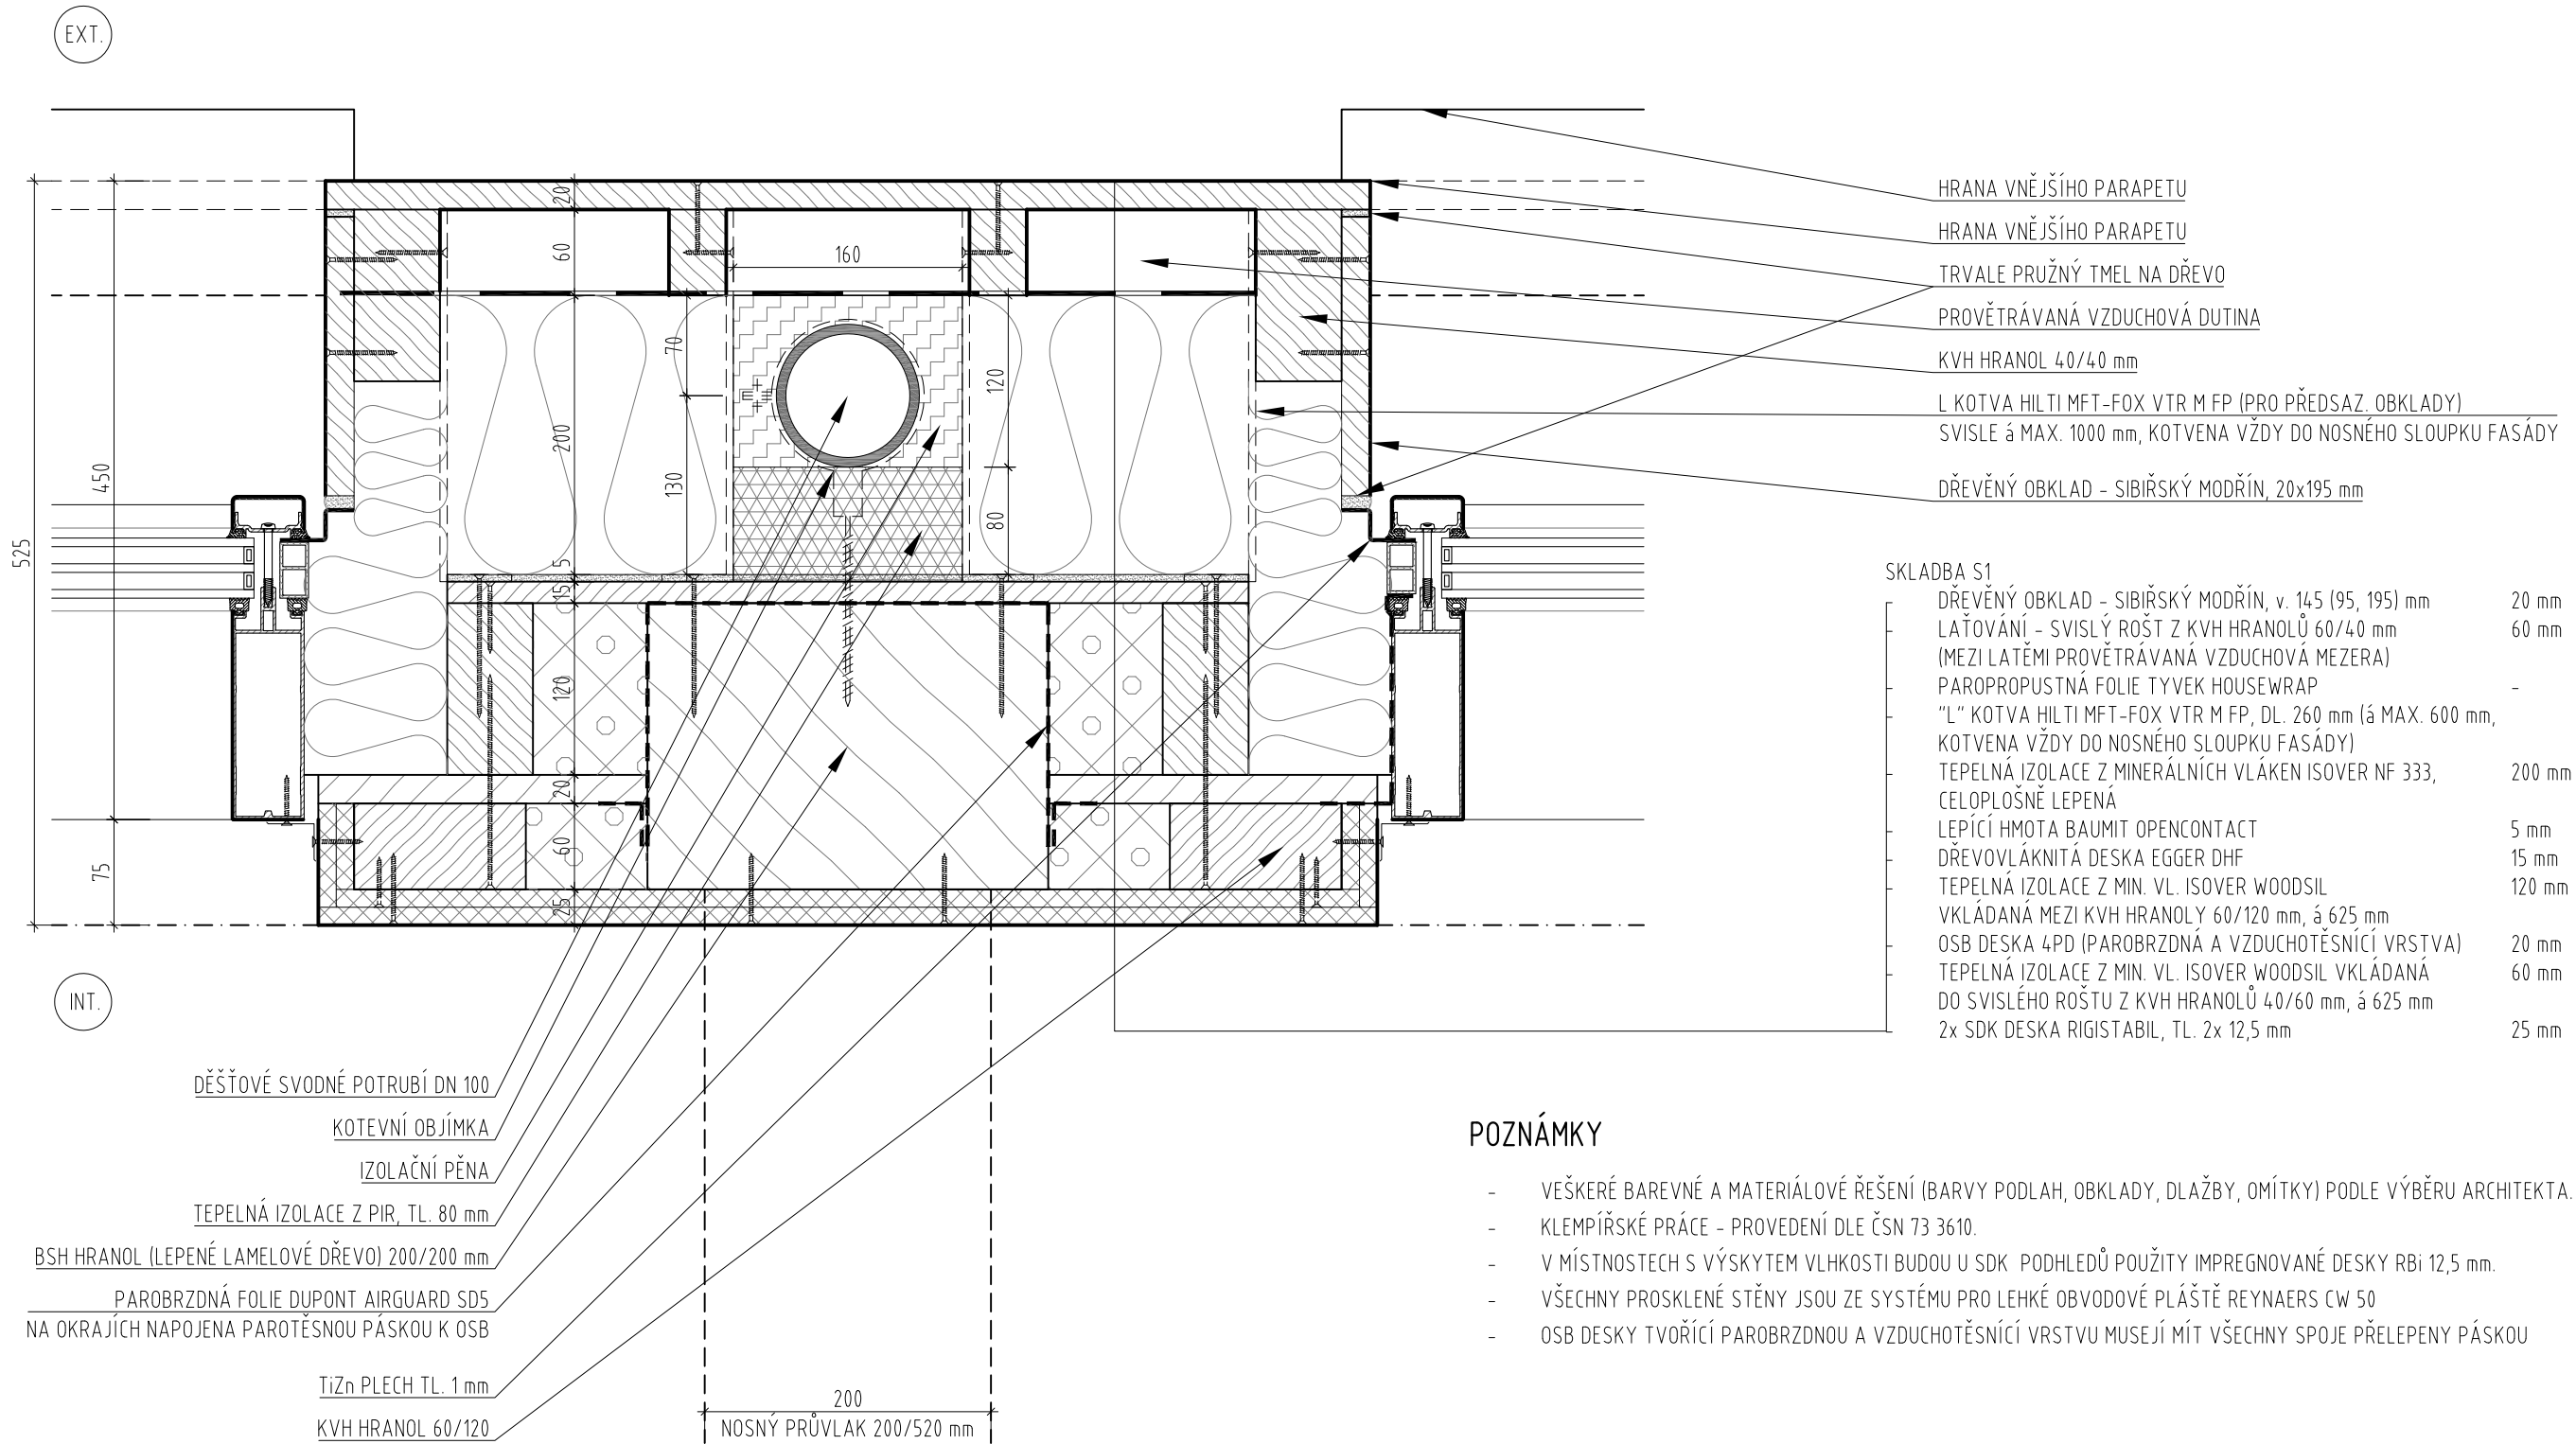 EXT.
20
60
160
70
120
200
130
80
5
15
120
20
60
25
450
525
75
INT.
HRANA VNĚJŠÍHO PARAPETU
HRANA VNĚJŠÍHO PARAPETU
TRVALE PRUŽNÝ TMEL NA DŘEVO
PROVĚTRÁVANÁ VZDUCHOVÁ DUTINA
KVH HRANOL 40/40 mm
L KOTVA HILTI MFT-FOX VTR M FP (PRO PŘEDSAZ. OBKLADY)
SVISLE á MAX. 1000 mm, KOTVENA VŽDY DO NOSNÉHO SLOUPKU FASÁDY
DŘEVĚNÝ OBKLAD - SIBIŘSKÝ MODŘÍN, 20x195 mm
SKLADBA S1
DŘEVĚNÝ OBKLAD - SIBIŘSKÝ MODŘÍN, v. 145 (95, 195) mm 20 mm
LAŤOVÁNÍ - SVISLÝ ROŠT Z KVH HRANOLŮ 60/40 mm 60 mm
(MEZI LATĚMI PROVĚTRÁVANÁ VZDUCHOVÁ MEZERA)
PAROPROPUSTNÁ FOLIE TYVEK HOUSEWRAP -
"L" KOTVA HILTI MFT-FOX VTR M FP, DL. 260 mm (á MAX. 600 mm,
KOTVENA VŽDY DO NOSNÉHO SLOUPKU FASÁDY)
TEPELNÁ IZOLACE Z MINERÁLNÍCH VLÁKEN ISOVER NF 333, 200 mm
CELOPLOŠNĚ LEPENÁ
LEPÍCÍ HMOTA BAUMIT OPENCONTACT 5 mm
DŘEVOVLÁKNITÁ DESKA EGGER DHF 15 mm
TEPELNÁ IZOLACE Z MIN. VL. ISOVER WOODSIL 120 mm
VKLÁDANÁ MEZI KVH HRANOLY 60/120 mm, á 625 mm
OSB DESKA 4PD (PAROBRZDNÁ A VZDUCHOTĚSNÍCÍ VRSTVA) 20 mm
TEPELNÁ IZOLACE Z MIN. VL. ISOVER WOODSIL VKLÁDANÁ 60 mm
DO SVISLÉHO ROŠTU Z KVH HRANOLŮ 40/60 mm, á 625 mm
2x SDK DESKA RIGISTABIL, TL. 2x 12,5 mm 25 mm
DĚŠŤOVÉ SVODNÉ POTRUBÍ DN 100
KOTEVNÍ OBJÍMKA
IZOLAČNÍ PĚNA
TEPELNÁ IZOLACE Z PIR, TL. 80 mm
BSH HRANOL (LEPENÉ LAMELOVÉ DŘEVO) 200/200 mm
PAROBRZDNÁ FOLIE DUPONT AIRGUARD SD5
NA OKRAJÍCH NAPOJENA PAROTĚSNOU PÁSKOU K OSB
TiZn PLECH TL. 1 mm
KVH HRANOL 60/120
200
NOSNÝ PRŮVLAK 200/520 mm
POZNÁMKY
- VEŠKERÉ BAREVNÉ A MATERIÁLOVÉ ŘEŠENÍ (BARVY PODLAH, OBKLADY, DLAŽBY, OMÍTKY) PODLE VÝBĚRU ARCHITEKTA.
- KLEMPÍŘSKÉ PRÁCE - PROVEDENÍ DLE ČSN 73 3610.
- V MÍSTNOSTECH S VÝSKYTEM VLHKOSTI BUDOU U SDK PODHLEDŮ POUŽITY IMPREGNOVANÉ DESKY RBi 12,5 mm.
- VŠECHNY PROSKLENÉ STĚNY JSOU ZE SYSTÉMU PRO LEHKÉ OBVODOVÉ PLÁŠTĚ REYNAERS CW 50
- OSB DESKY TVOŘÍCÍ PAROBRZDNOU A VZDUCHOTĚSNÍCÍ VRSTVU MUSEJÍ MÍT VŠECHNY SPOJE PŘELEPENY PÁSKOU